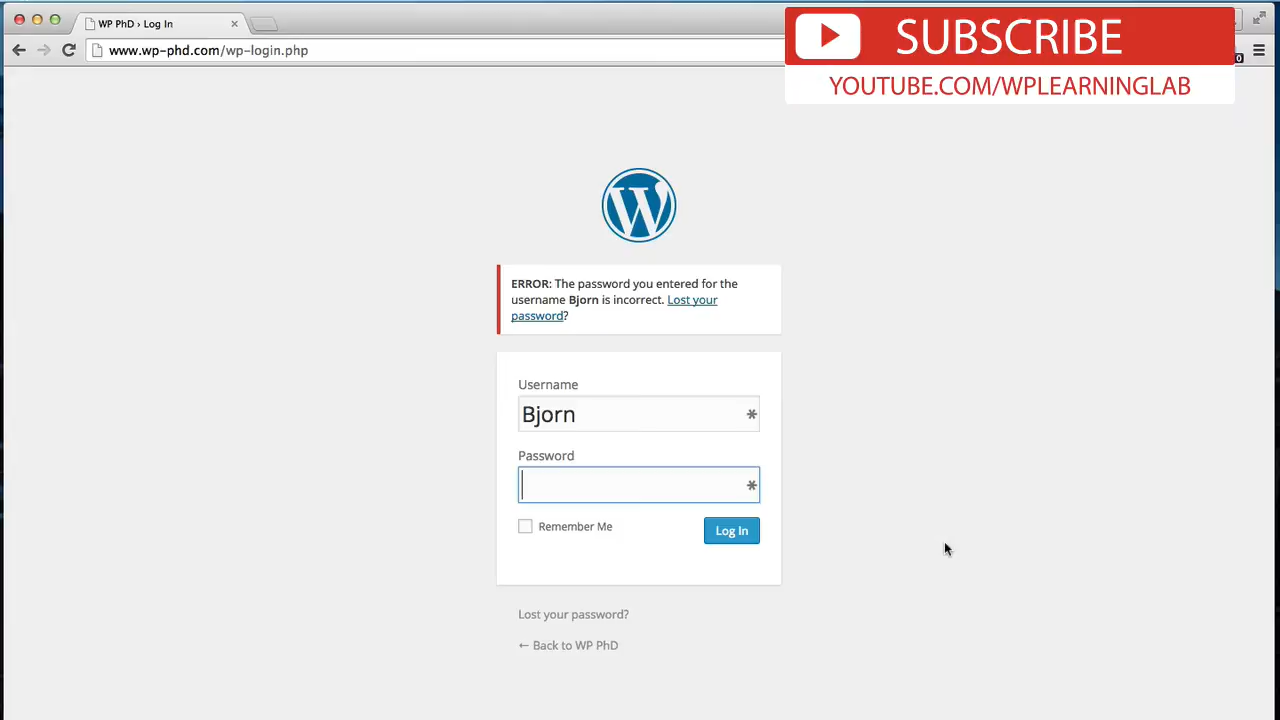 WP PhD › Log In
www.wp-phd.com/wp-login.php
SUBSCRIBE
0
YOUTUBE.COM/WPLEARNINGLAB
ERROR: The password you entered for the
username Bjorn is incorrect. Lost your
password?
Username
Bjorn
Password
Remember Me
Log In
Lost your password?
← Back to WP PhD